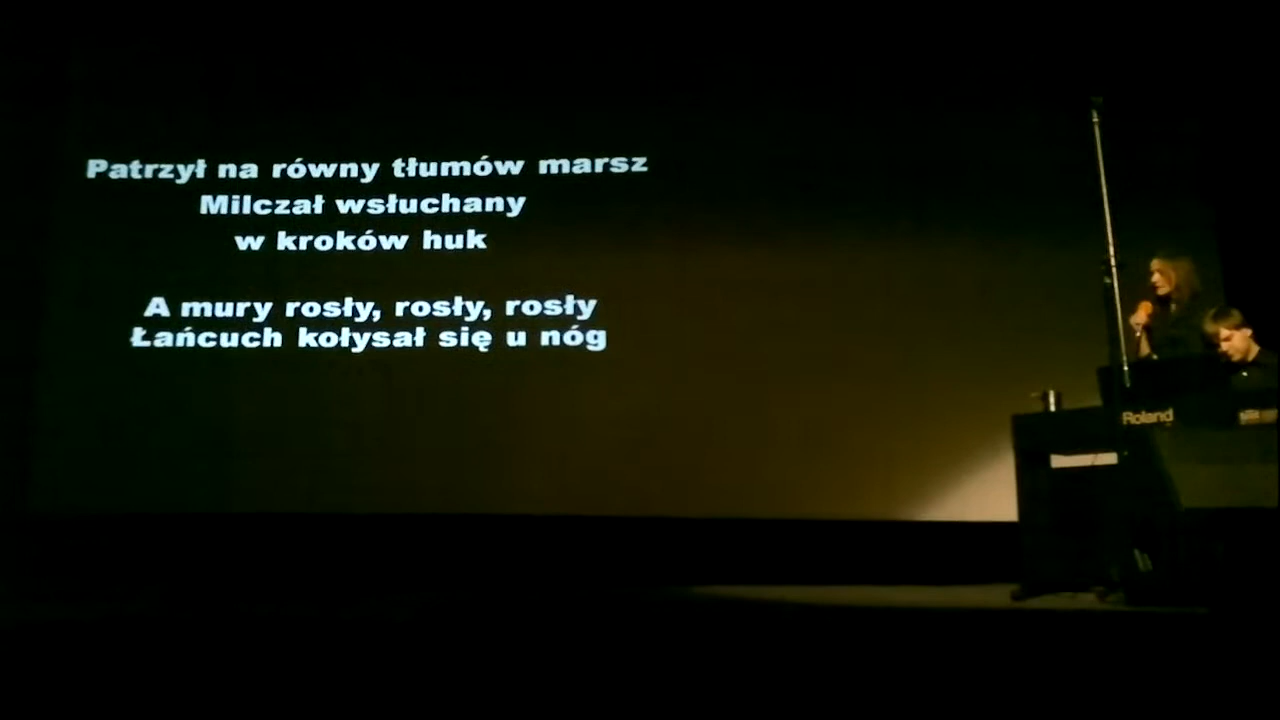 Patrzył na równy tłumów marsz
Milczał wsłuchany
w kroków huk
A mury rosły, rosły, rosły
Łańcuch kołysał się u nóg
Roland